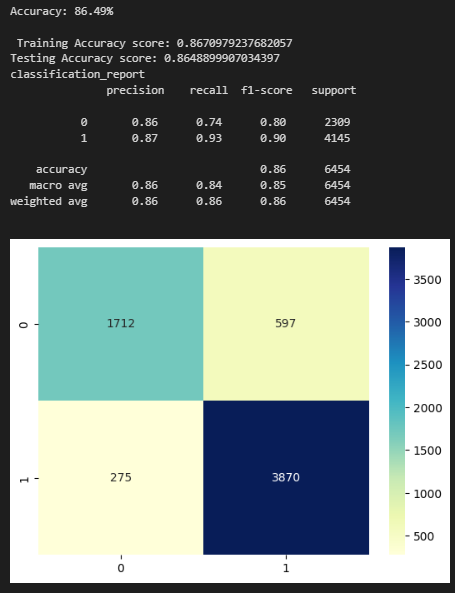 Accuracy: 86.49%
Training Accuracy score: 0.8670979237682057
Testing Accuracy score: 0.8648899907034397
classification_report
precision recall f1-score support
0 0.86 0.74 0.80 2309
1 0.87 0.93 0.90 4145
accuracy 0.86 6454
macro avg 0.86 0.84 0.85 6454
weighted avg 0.86 0.86 0.86 6454
3500
0 1712 597
3000
2500
2000
1500
1 275 3870
1000
500
0 1